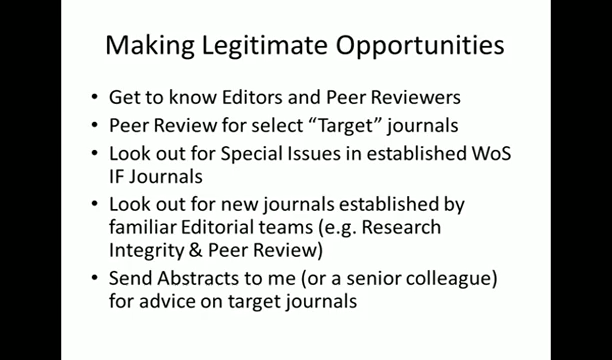 Making Legitimate Opportunities
• Get to know Editors and Peer Reviewers
• Peer Review for select “Target” journals
• Look out for Special Issues in established WoS
IF Journals
• Look out for new journals established by
familiar Editorial teams (e.g. Research
Integrity & Peer Review)
• Send Abstracts to me (or a senior colleague)
for advice on target journals